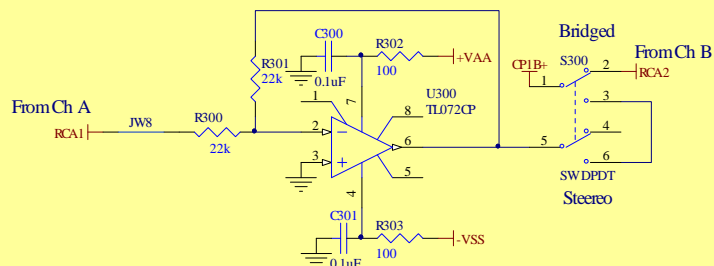 Bridged
C300
R302
+VAA
0.1uF
100
R301
22k
CP1B+
S300
2
From Ch B
RCA2
1
U300
TL072CP
1
7
8
3
From Ch A
RCA1
JW8
R300
22k
2
6
5
4
3
5
6
4
SWDPDT
Steereo
C301
R303
-VSS
0.1uF
100